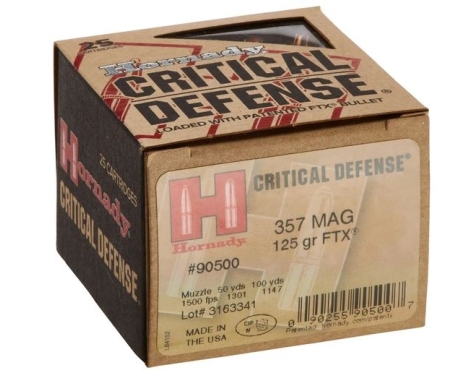 25
CARTRIDGES
Hornady
CRITICAL
DEFENSE
LOADED WITH PATENTED FTX® BULLET
Hornady
25 CARTRIDGES
CRITICAL DEFENSE
H
Hornady
CRITICAL DEFENSE®
357 MAG
125 gr FTX®
#90500
Muzzle 50 yds 100 yds
1500 fps 1301 1147
Lot# 3163341
MADE IN
THE USA
0 90255 90500 7